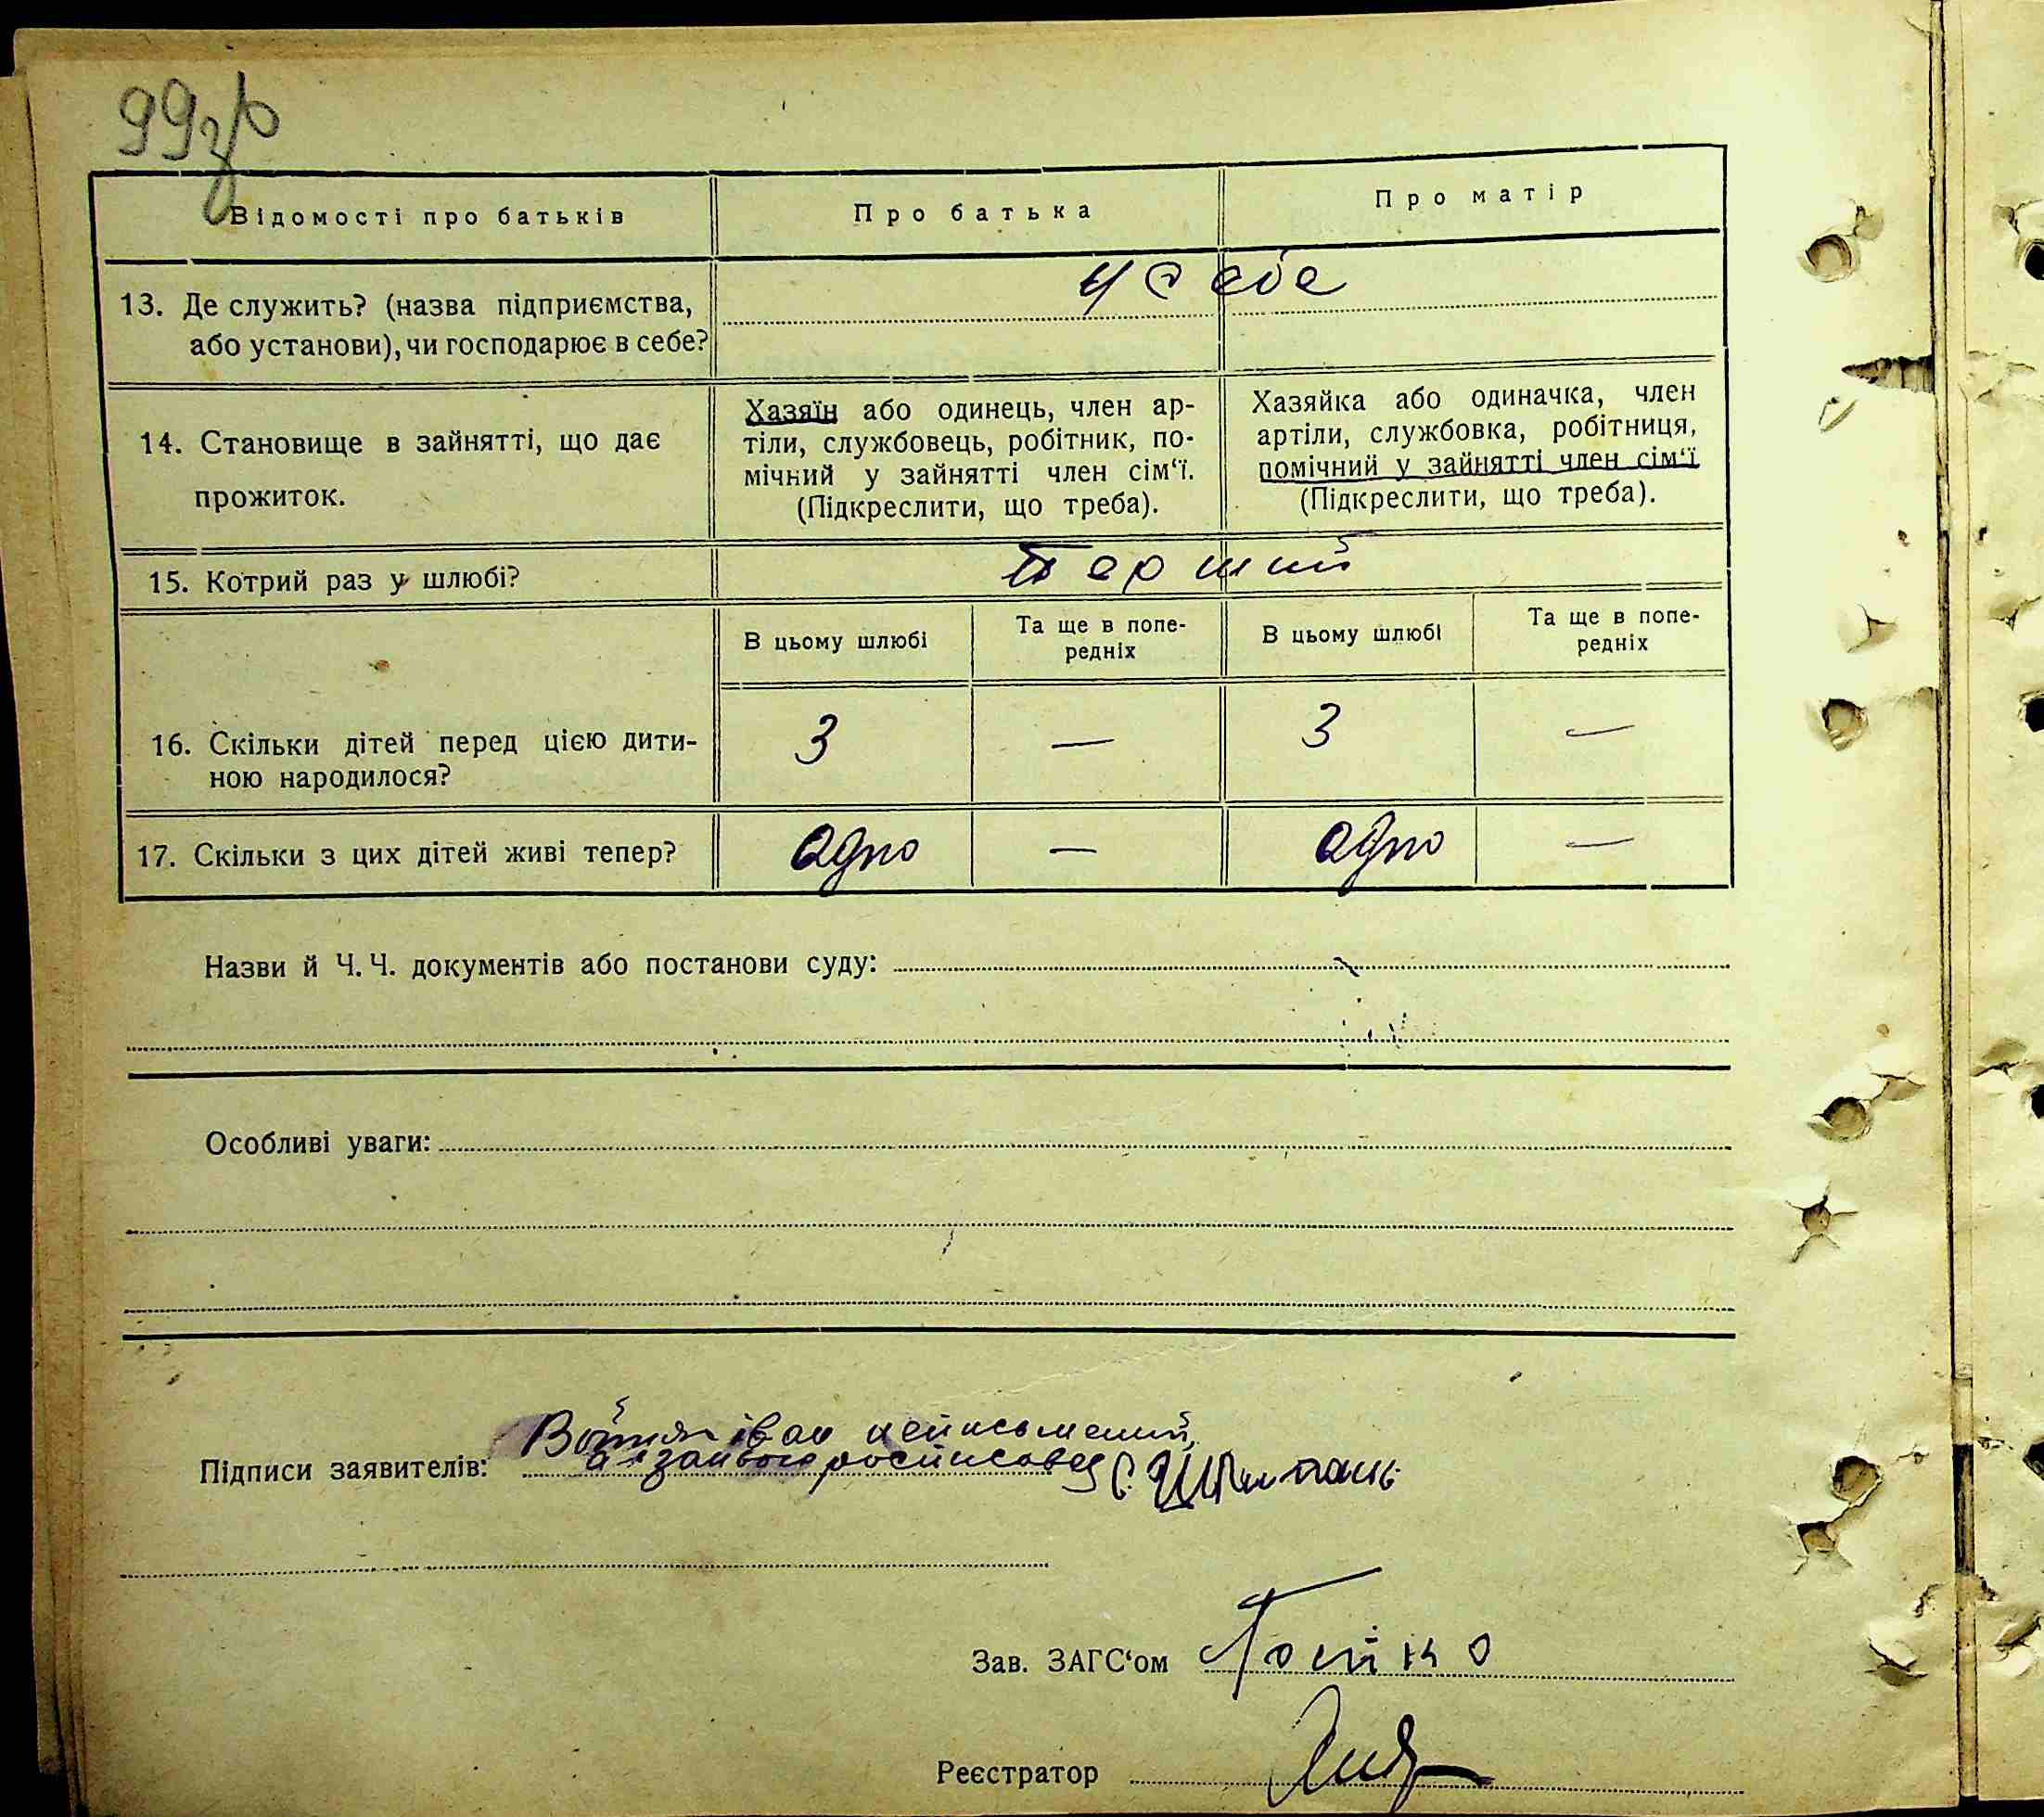 99зр
Відомості про батьків
Про батька
Про матір
13. Де служить? (назва підприємства,
або установи), чи господарює в себе?
у себе
14. Становище в зайнятті, що дає
прожиток.
Хазяїн або одинець, член ар-
тіли, службовець, робітник, по-
мічний у зайнятті член сім‘ї.
(Підкреслити, що треба).
Хазяйка або одиначка, член
артіли, службовка, робітниця,
помічний у зайнятті член сім‘ї
(Підкреслити, що треба).
15. Котрий раз у шлюбі?
Перший
В цьому шлюбі
Та ще в попе-
редніх
В цьому шлюбі
Та ще в попе-
редніх
16. Скільки дітей перед цією дити-
ною народилося?
3
—
3
—
17. Скільки з цих дітей живі тепер?
одно
—
одно
—
Назви й Ч. Ч. документів або постанови суду:
Особливі уваги:
Підписи заявителів:
іван неписьмений,
а
Зав. ЗАГС‘ом
Реєстратор